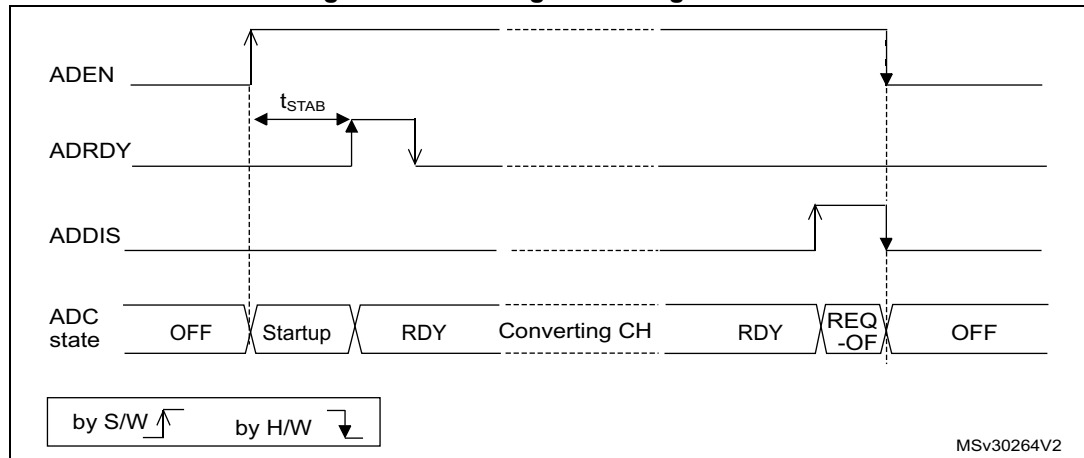 ADEN
tSTAB
ADRDY
ADDIS
ADC
state
OFF
Startup
RDY
Converting CH
RDY
REQ
-OF
OFF
by S/W
by H/W
MSv30264V2